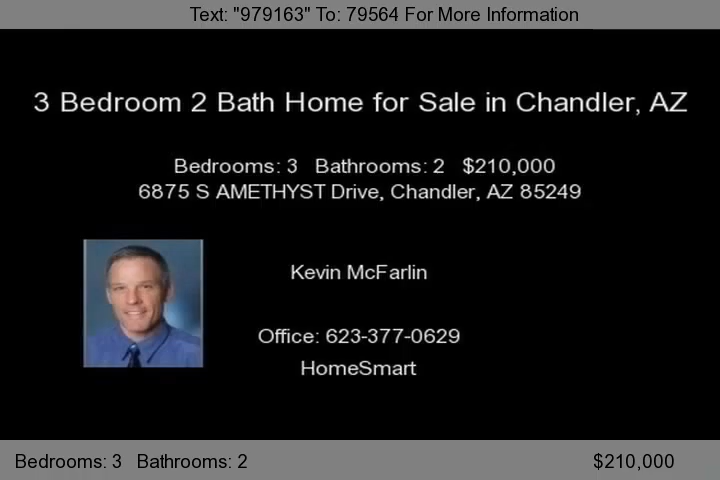 Text: "979163" To: 79564 For More Information
3 Bedroom 2 Bath Home for Sale in Chandler, AZ
Bedrooms: 3 Bathrooms: 2 $210,000
6875 S AMETHYST Drive, Chandler, AZ 85249
Kevin McFarlin
Office: 623-377-0629
HomeSmart
Bedrooms: 3 Bathrooms: 2 $210,000